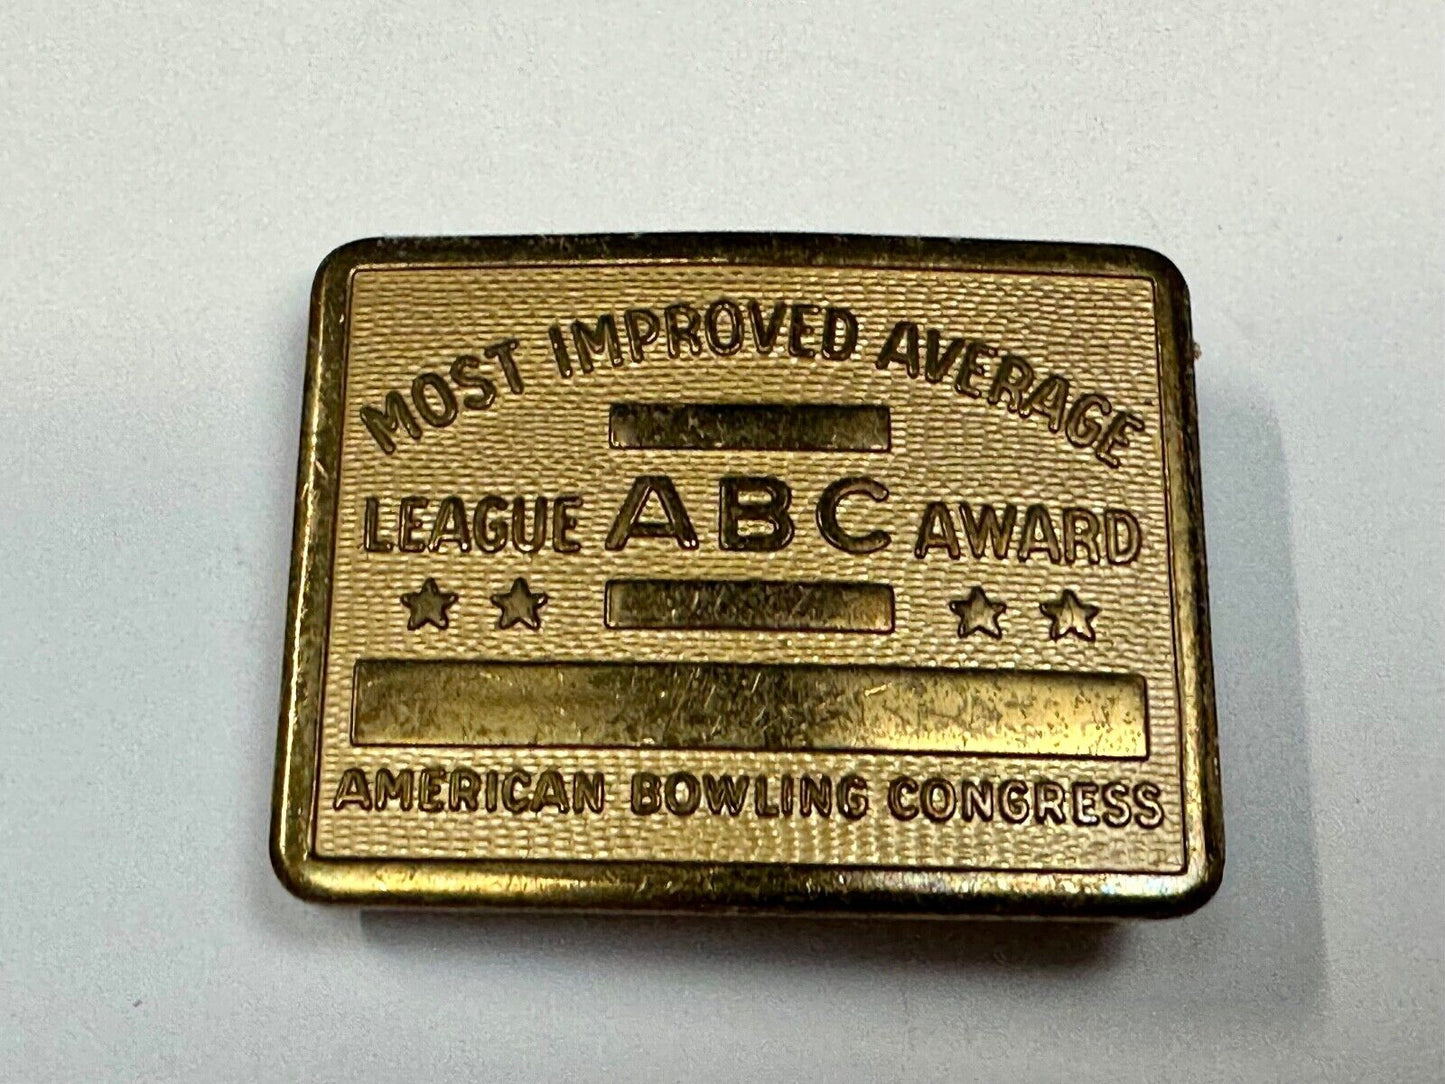 MOST IMPROVED AVERAGE
LEAGUE ABC AWARD
AMERICAN BOWLING CONGRESS